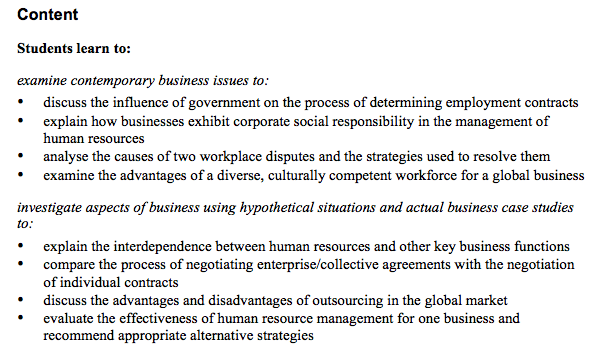 Content
Students learn to:
examine contemporary business issues to:
• discuss the influence of government on the process of determining employment contracts
• explain how businesses exhibit corporate social responsibility in the management of
human resources
• analyse the causes of two workplace disputes and the strategies used to resolve them
• examine the advantages of a diverse, culturally competent workforce for a global business
investigate aspects of business using hypothetical situations and actual business case studies
to:
• explain the interdependence between human resources and other key business functions
• compare the process of negotiating enterprise/collective agreements with the negotiation
of individual contracts
• discuss the advantages and disadvantages of outsourcing in the global market
• evaluate the effectiveness of human resource management for one business and
recommend appropriate alternative strategies